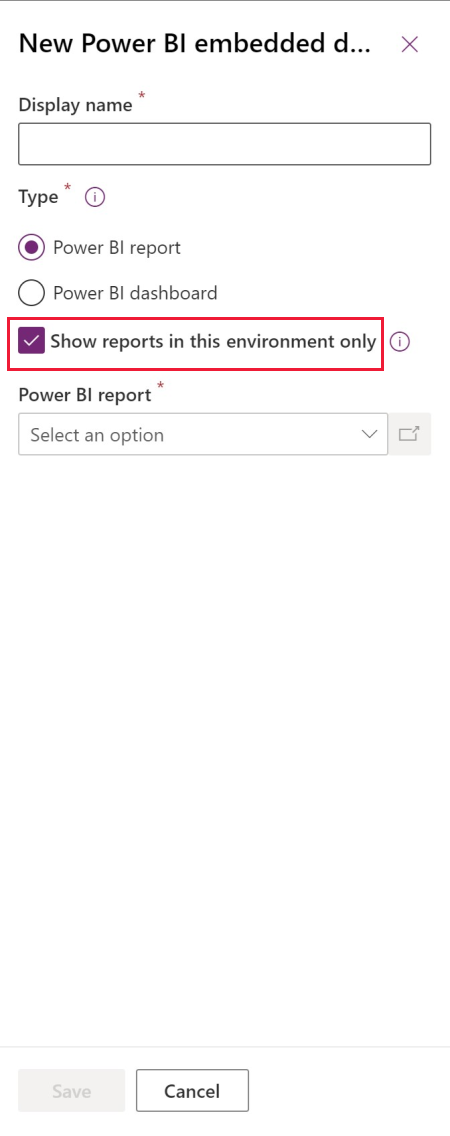 New Power BI embedded d...
Display name *
Type *
Power BI report
Power BI dashboard
Show reports in this environment only
Power BI report *
Select an option
Save
Cancel